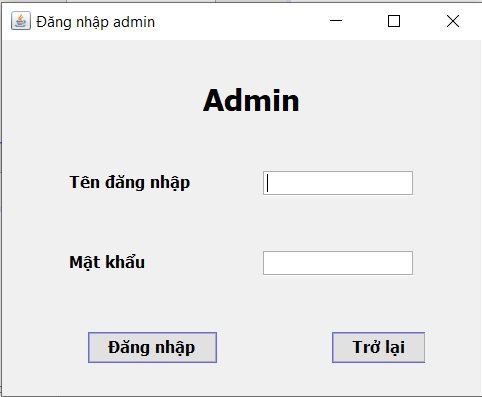 Đăng nhập admin
Admin
Tên đăng nhập
Mật khẩu
Đăng nhập
Trở lại